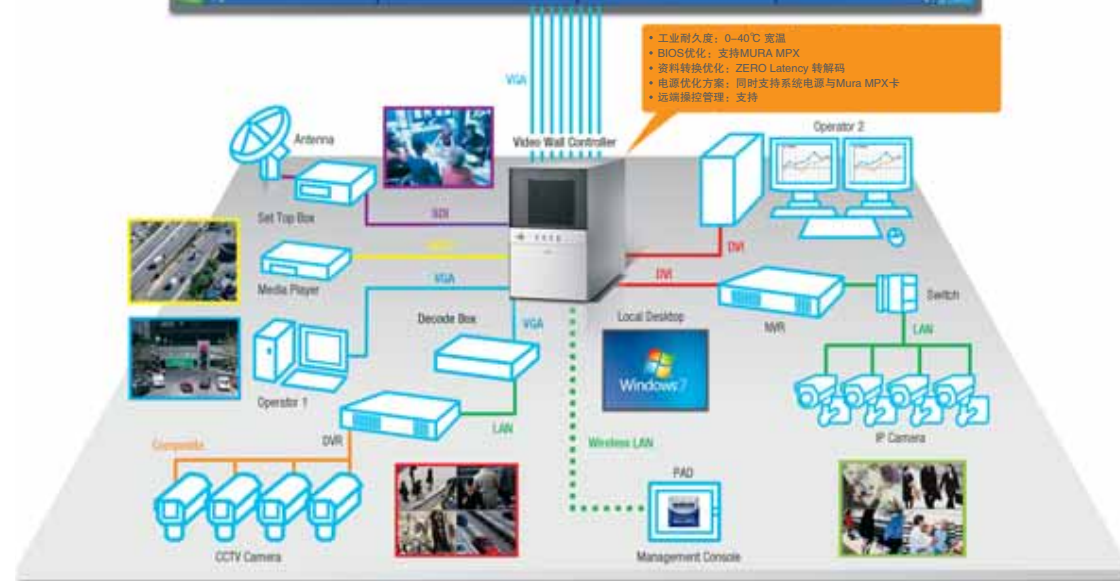 • 工业耐久度：0-40℃ 宽温
• BIOS优化：支持MURA MPX
• 资料转换优化：ZERO Latency 转解码
• 电源优化方案：同时支持系统电源与Mura MPX卡
• 远端操控管理：支持
VGA
Video Wall Controller
Operator 2
Antenna
Set Top Box
SDI
DVI
Media Player
VGA
DVI
Switch
Decode Box
VGA
Local Desktop
NVR
LAN
Windows 7
Operator 1
LAN
IP Camera
DVR
Composite
Wireless LAN
PAD
CCTV Camera
Management Console